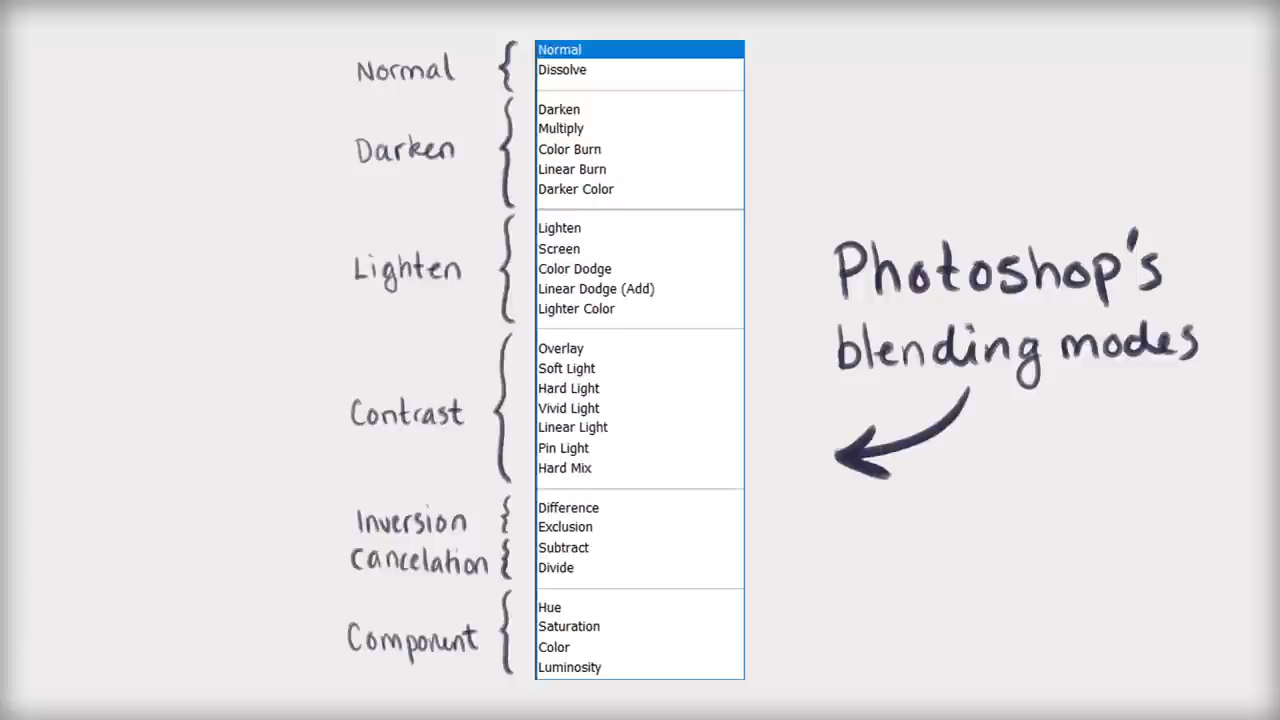 Normal
Normal
Dissolve
Darken
Darken
Multiply
Color Burn
Linear Burn
Darker Color
Lighten
Lighten
Screen
Color Dodge
Linear Dodge (Add)
Lighter Color
Contrast
Overlay
Soft Light
Hard Light
Vivid Light
Linear Light
Pin Light
Hard Mix
Inversion
Difference
Exclusion
Cancelation
Subtract
Divide
Component
Hue
Saturation
Color
Luminosity
Photoshop's
blending modes